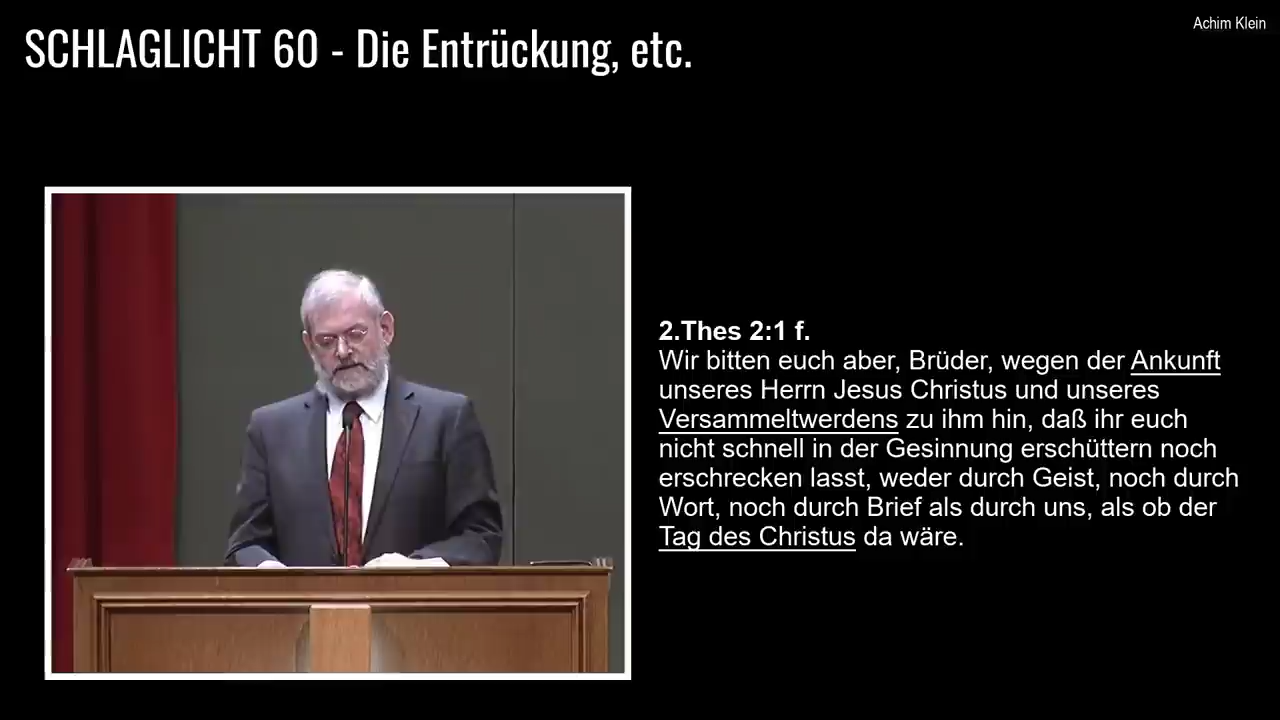 SCHLAGLICHT 60 - Die Entrückung, etc.
Achim Klein
2.Thes 2:1 f.
Wir bitten euch aber, Brüder, wegen der Ankunft
unseres Herrn Jesus Christus und unseres
Versammeltwerdens zu ihm hin, daß ihr euch
nicht schnell in der Gesinnung erschüttern noch
erschrecken lasst, weder durch Geist, noch durch
Wort, noch durch Brief als durch uns, als ob der
Tag des Christus da wäre.